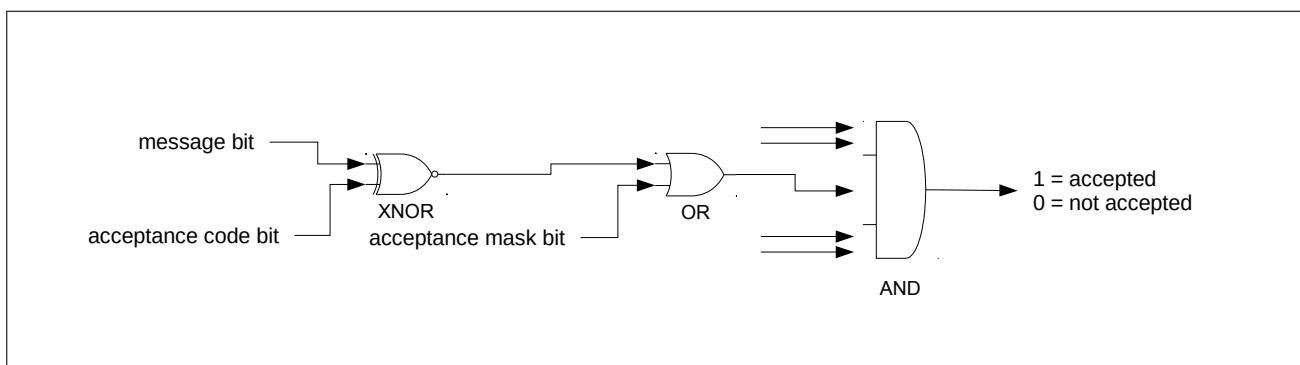 message bit
acceptance code bit
XNOR
acceptance mask bit
OR
AND
1 = accepted
0 = not accepted